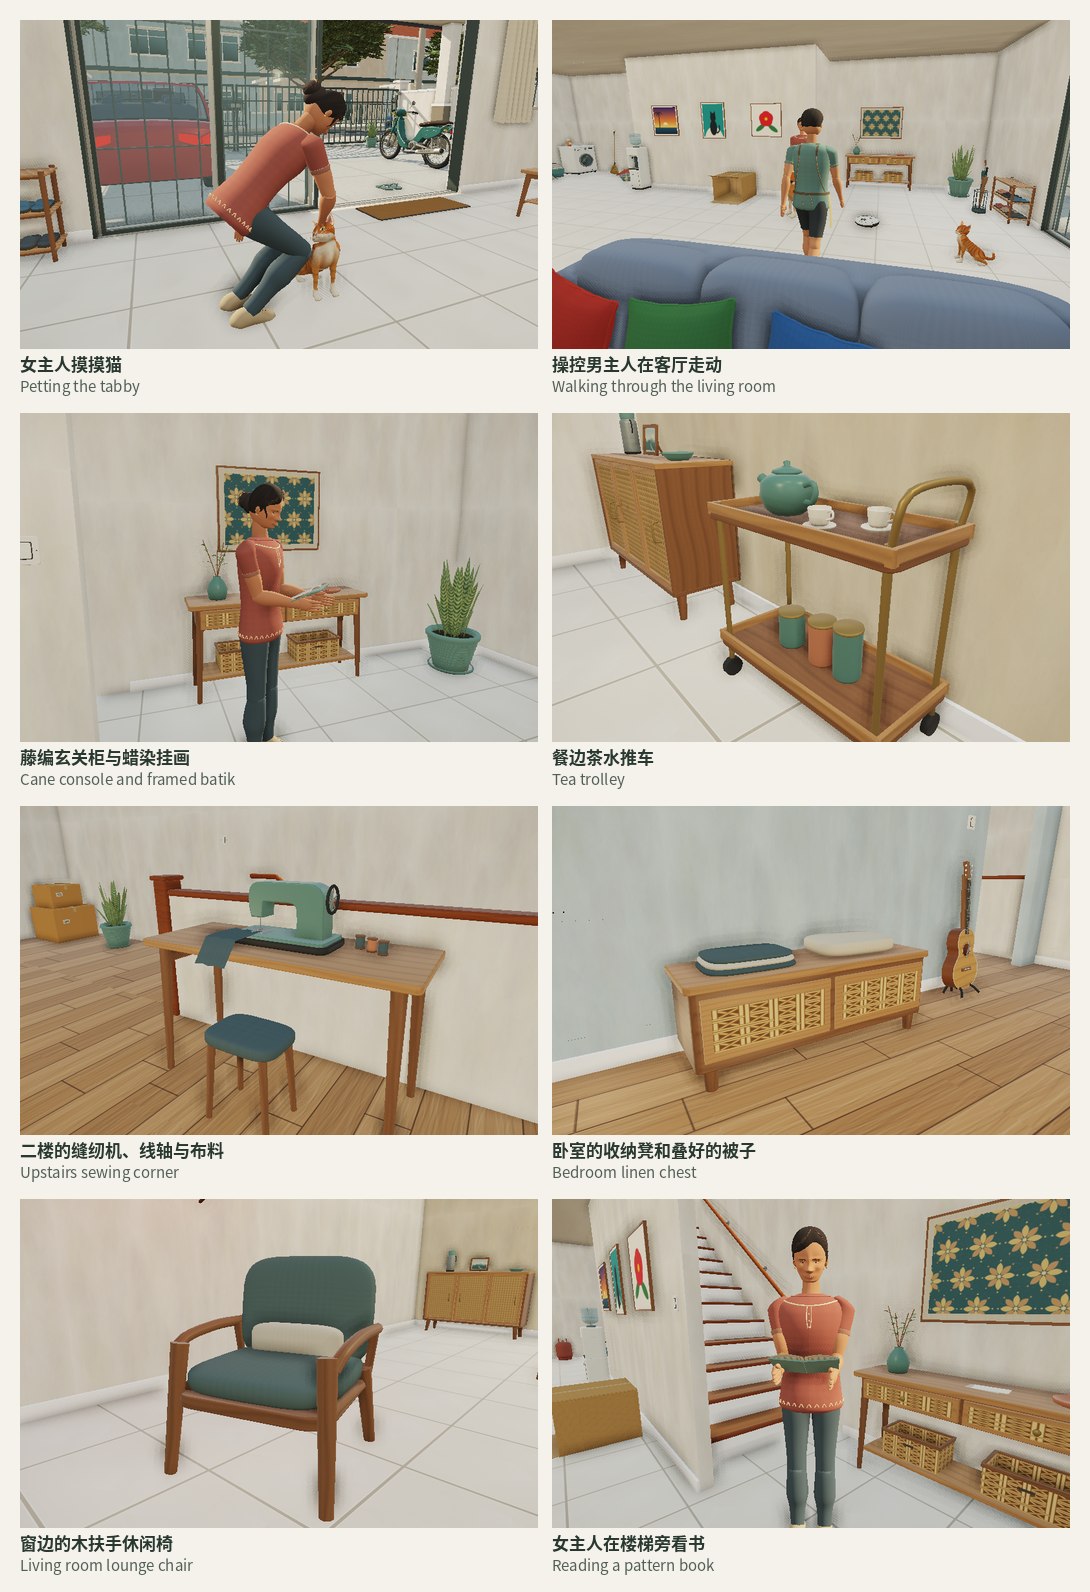 女主人摸摸猫
Petting the tabby
操控男主人在客厅走动
Walking through the living room
藤编玄关柜与蜡染挂画
Cane console and framed batik
餐边茶水推车
Tea trolley
二楼的缝纫机、线轴与布料
Upstairs sewing corner
卧室的收纳凳和叠好的被子
Bedroom linen chest
窗边的木扶手休闲椅
Living room lounge chair
女主人在楼梯旁看书
Reading a pattern book